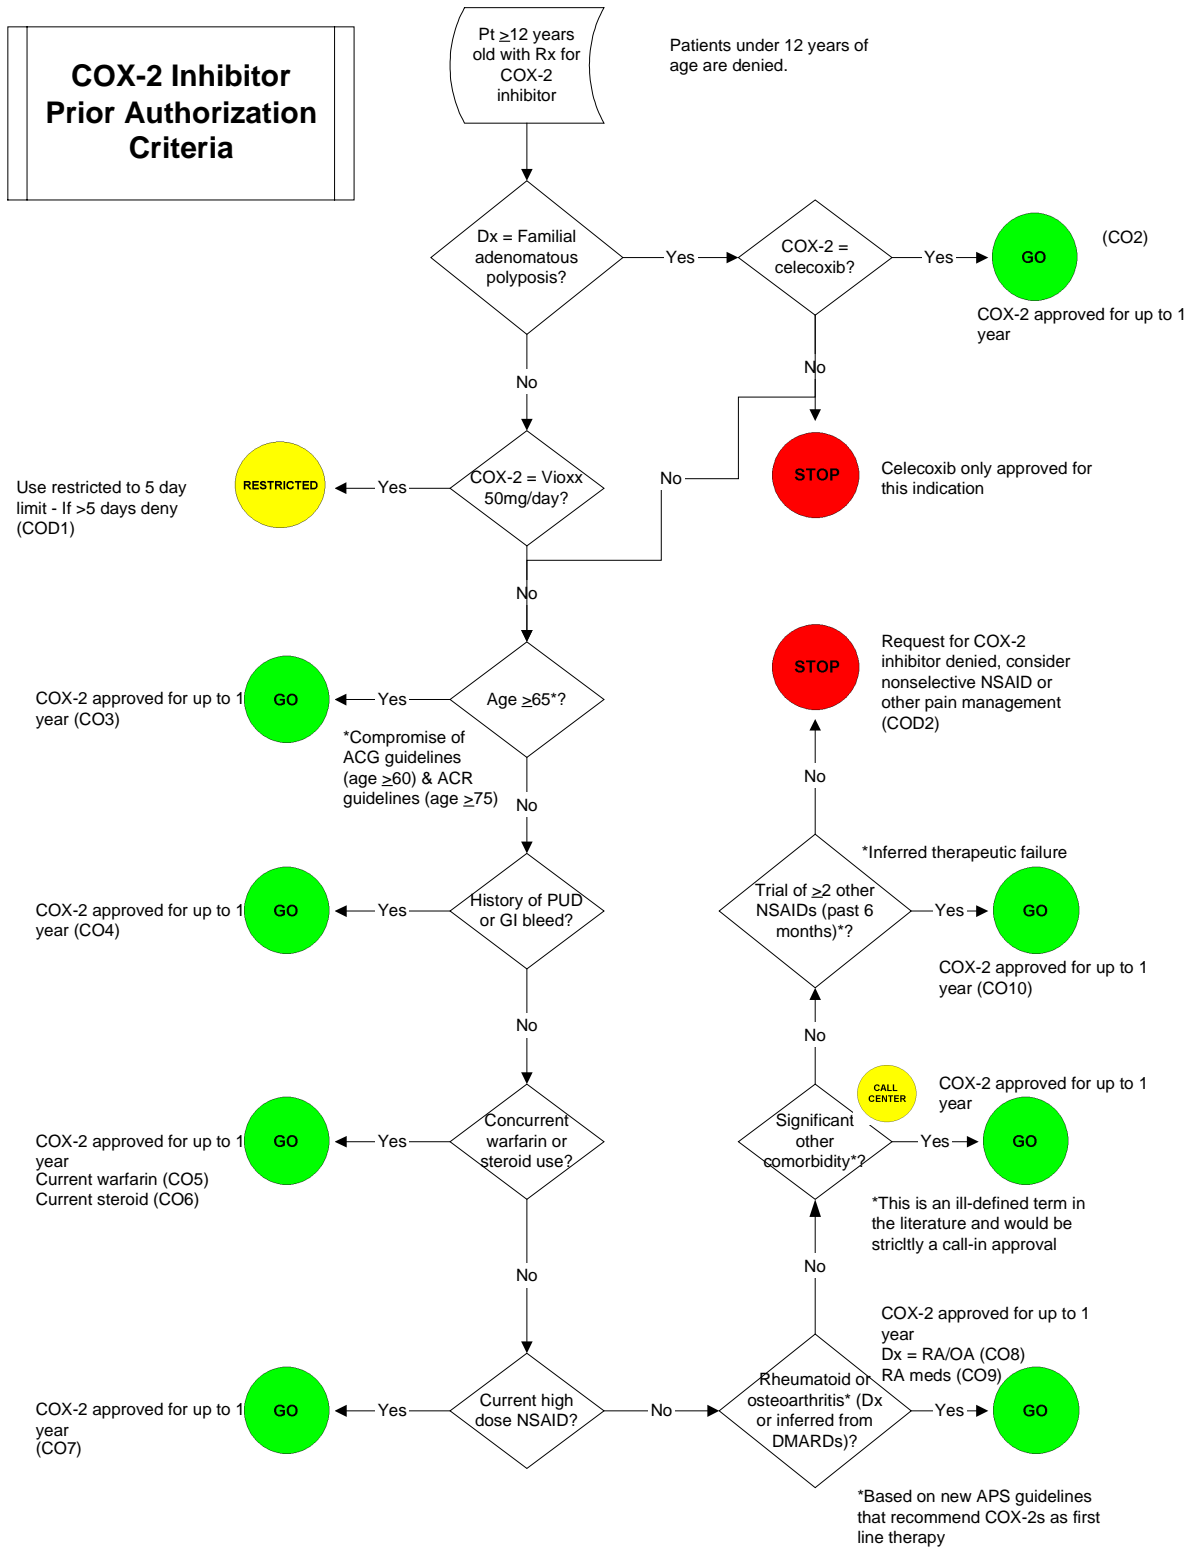 COX-2 Inhibitor
Prior Authorization
Criteria
Pt ≥12 years
old with Rx for
COX-2
inhibitor
Patients under 12 years of
age are denied.
Dx = Familial
adenomatous
polyposis?
Yes
COX-2 =
celecoxib?
Yes
GO
(CO2)
COX-2 approved for up to 1
year
No
No
STOP
Celecoxib only approved for
this indication
No
COX-2 = Vioxx
50mg/day?
Yes
RESTRICTED
Use restricted to 5 day
limit - If >5 days deny
(COD1)
No
Age ≥65*?
Yes
GO
COX-2 approved for up to 1
year (CO3)
*Compromise of
ACG guidelines
(age ≥60) & ACR
guidelines (age ≥75)
No
History of PUD
or GI bleed?
Yes
GO
COX-2 approved for up to 1
year (CO4)
No
Concurrent
warfarin or
steroid use?
Yes
GO
COX-2 approved for up to 1
year
Current warfarin (CO5)
Current steroid (CO6)
No
Current high
dose NSAID?
Yes
GO
COX-2 approved for up to 1
year
(CO7)
No
Rheumatoid or
osteoarthritis* (Dx
or inferred from
DMARDs)?
Yes
GO
COX-2 approved for up to 1
year
Dx = RA/OA (CO8)
RA meds (CO9)
*Based on new APS guidelines
that recommend COX-2s as first
line therapy
No
Significant
other
comorbidity*?
CALL
CENTER
Yes
GO
COX-2 approved for up to 1
year
*This is an ill-defined term in
the literature and would be
stricltly a call-in approval
No
Trial of ≥2 other
NSAIDs (past 6
months)*?
*Inferred therapeutic failure
Yes
GO
COX-2 approved for up to 1
year (CO10)
No
STOP
Request for COX-2
inhibitor denied, consider
nonselective NSAID or
other pain management
(COD2)